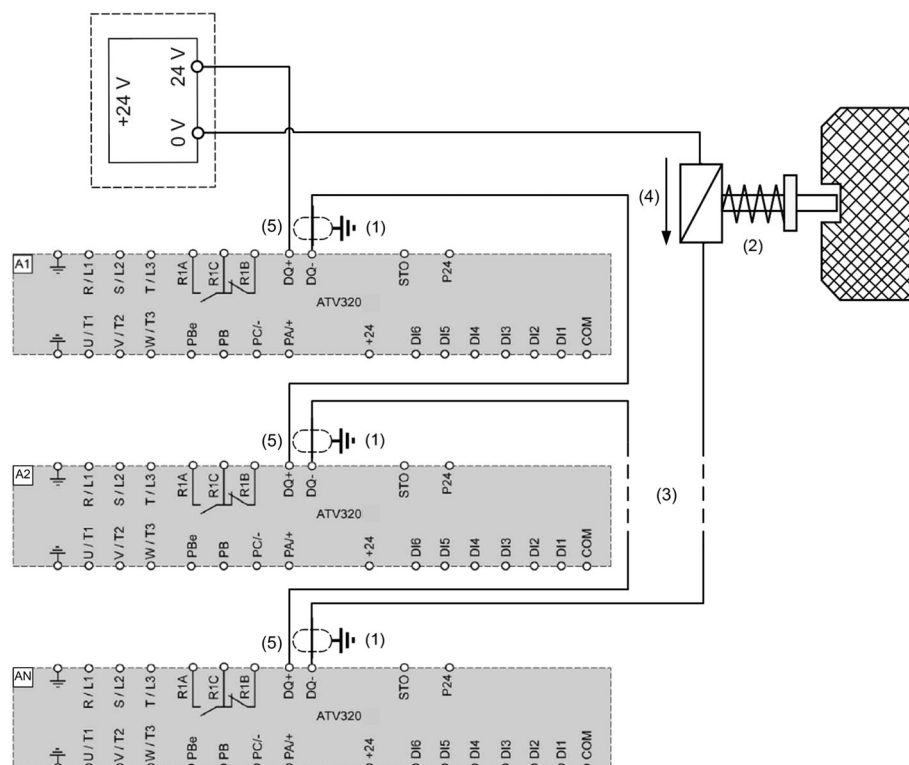 +24 V
24 V
0 V
(4)
(2)
(5)
(1)
A1
R / L1
S / L2
T / L3
R1A
R1C
R1B
DQ+
DQ-
STO
P24
ATV320
U / T1
V / T2
W / T3
PBe
PB
PC/-
PA/+
+24
DI6
DI5
DI4
DI3
DI2
DI1
COM
(5)
(1)
A2
R / L1
S / L2
T / L3
R1A
R1C
R1B
DQ+
DQ-
STO
P24
(3)
ATV320
U / T1
V / T2
W / T3
PBe
PB
PC/-
PA/+
+24
DI6
DI5
DI4
DI3
DI2
DI1
COM
(5)
(1)
AN
R / L1
S / L2
T / L3
R1A
R1C
R1B
DQ+
DQ-
STO
P24
ATV320
U / T1
V / T2
W / T3
PBe
PB
PC/-
PA/+
+24
DI6
DI5
DI4
DI3
DI2
DI1
COM